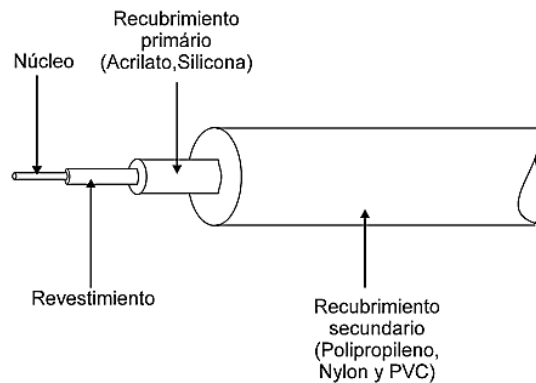 Recubrimiento
primário
(Acrilato,Silicona)
Núcleo
Revestimiento
Recubrimiento
secundario
(Polipropileno,
Nylon y PVC)